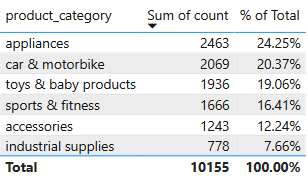 product_category Sum of count % of Total
appliances 2463 24.25%
car & motorbike 2069 20.37%
toys & baby products 1936 19.06%
sports & fitness 1666 16.41%
accessories 1243 12.24%
industrial supplies 778 7.66%
Total 10155 100.00%